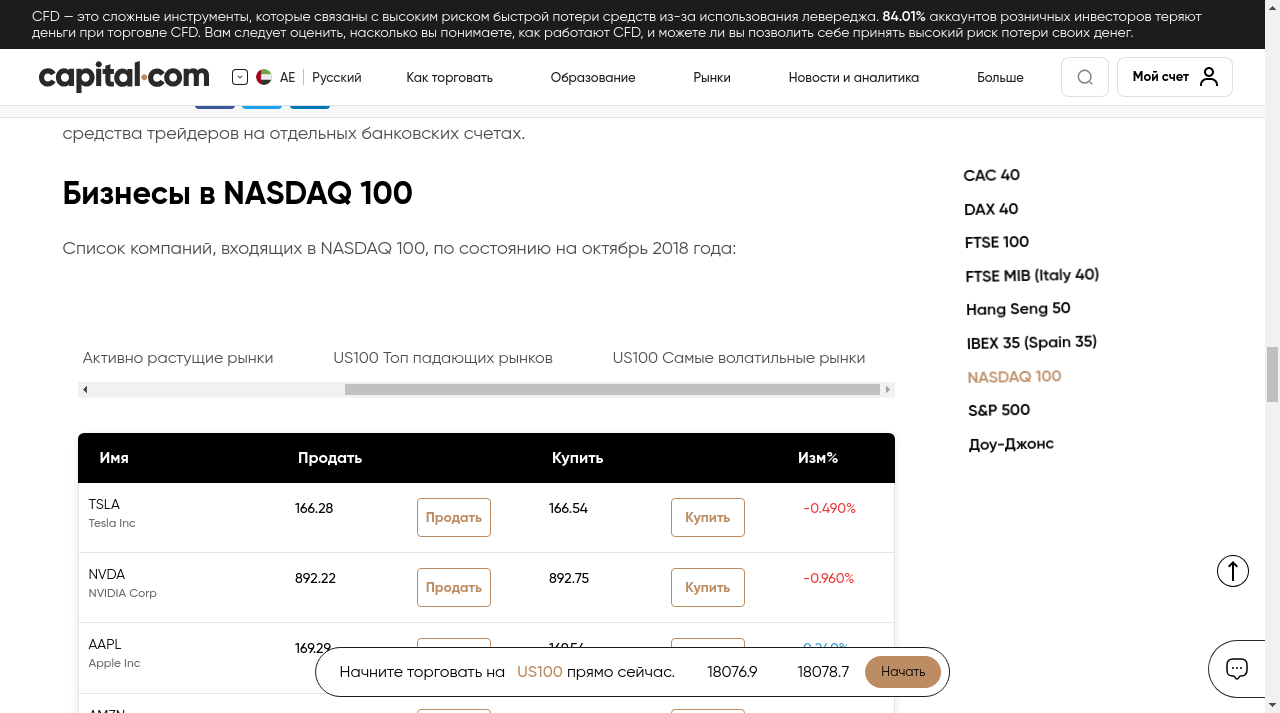 CFD — это сложные инструменты, которые связаны с высоким риском быстрой потери средств из-за использования левереджа. 84.01% аккаунтов розничных инвесторов теряют
деньги при торговле CFD. Вам следует оценить, насколько вы понимаете, как работают CFD, и можете ли вы позволить себе принять высокий риск потери своих денег.
capital.com AE Русский Как торговать Образование Рынки Новости и аналитика Больше Мой счет
средства трейдеров на отдельных банковских счетах.
Бизнесы в NASDAQ 100
Список компаний, входящих в NASDAQ 100, по состоянию на октябрь 2018 года:
Активно растущие рынки US100 Топ падающих рынков US100 Самые волатильные рынки
Имя Продать Купить Изм%
TSLA 166.28 Продать 166.54 Купить -0.490%
Tesla Inc
NVDA 892.22 Продать 892.75 Купить -0.960%
NVIDIA Corp
AAPL 169.29
Apple Inc
Начните торговать на US100 прямо сейчас. 18076.9 18078.7 Начать
CAC 40
DAX 40
FTSE 100
FTSE MIB (Italy 40)
Hang Seng 50
IBEX 35 (Spain 35)
NASDAQ 100
S&P 500
Доу-Джонс